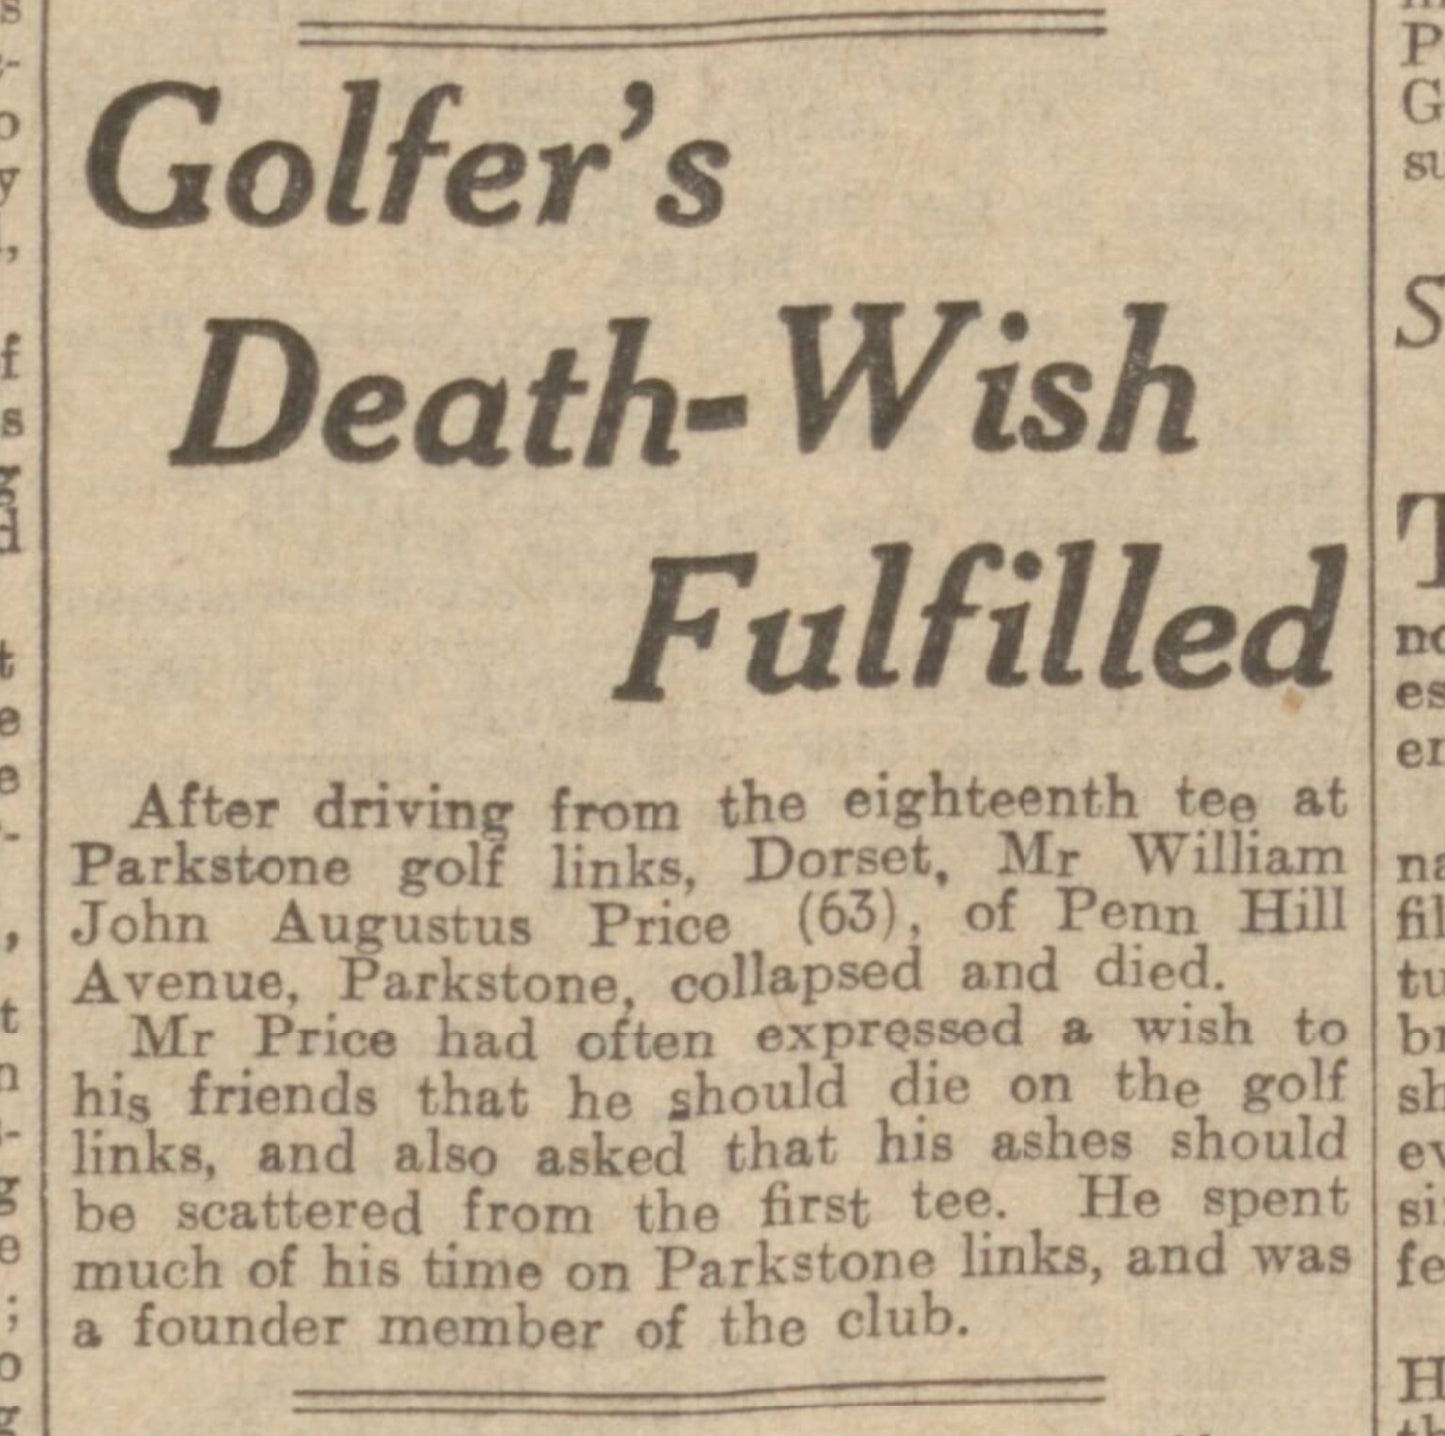 Golfer's
Death-Wish
Fulfilled
After driving from the eighteenth tee at
Parkstone golf links, Dorset, Mr William
John Augustus Price (63), of Penn Hill
Avenue, Parkstone, collapsed and died.
Mr Price had often expressed a wish to
his friends that he should die on the golf
links, and also asked that his ashes should
be scattered from the first tee. He spent
much of his time on Parkstone links, and was
a founder member of the club.